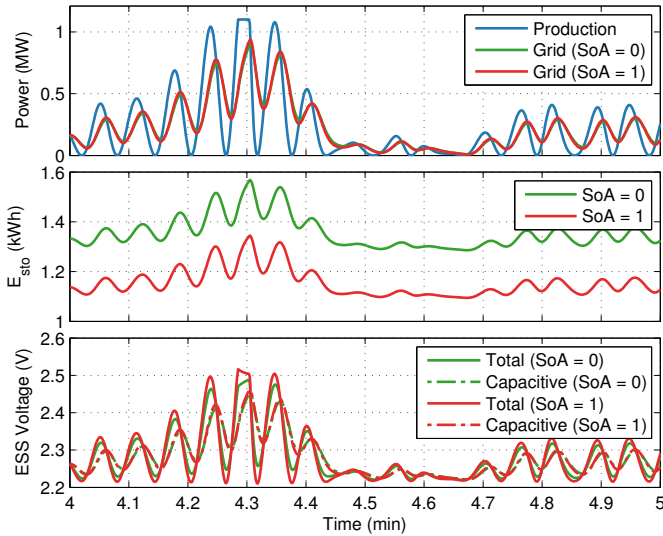 Power (MW)
1
0.5
0
Production
Grid (SoA = 0)
Grid (SoA = 1)
E_sto (kWh)
1.6
1.4
1.2
1
SoA = 0
SoA = 1
ESS Voltage (V)
2.6
2.5
2.4
2.3
2.2
Total (SoA = 0)
Capacitive (SoA = 0)
Total (SoA = 1)
Capacitive (SoA = 1)
4 4.1 4.2 4.3 4.4 4.5 4.6 4.7 4.8 4.9 5
Time (min)